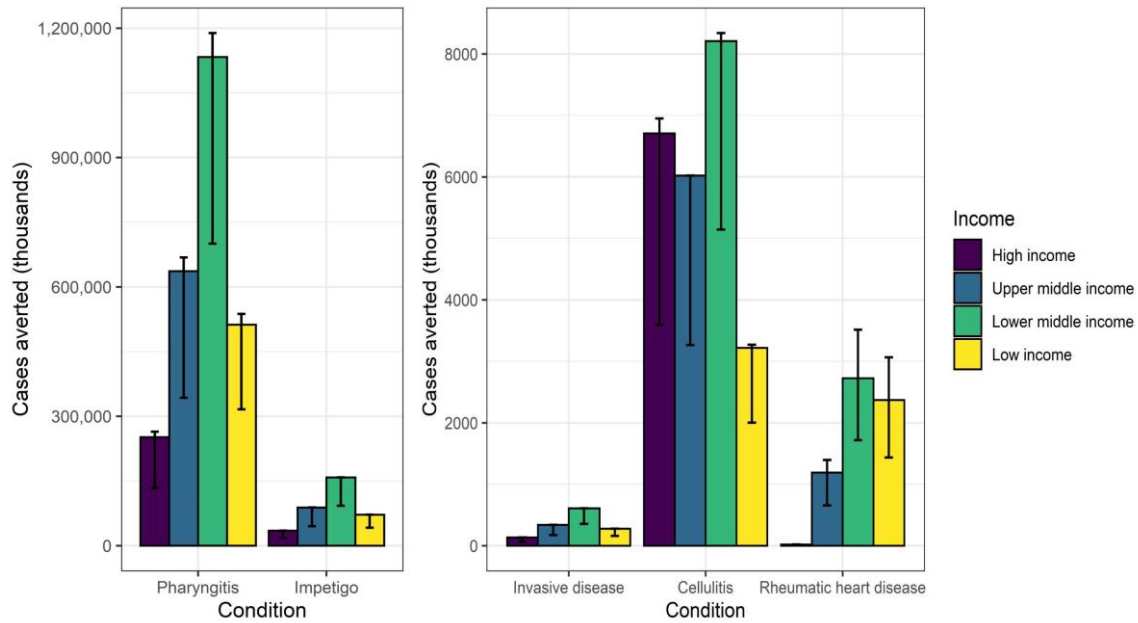 Cases averted (thousands)
1,200,000
900,000
600,000
300,000
0
Pharyngitis
Impetigo
Condition
Cases averted (thousands)
8000
6000
4000
2000
0
Invasive disease
Cellulitis
Rheumatic heart disease
Condition
Income
High income
Upper middle income
Lower middle income
Low income